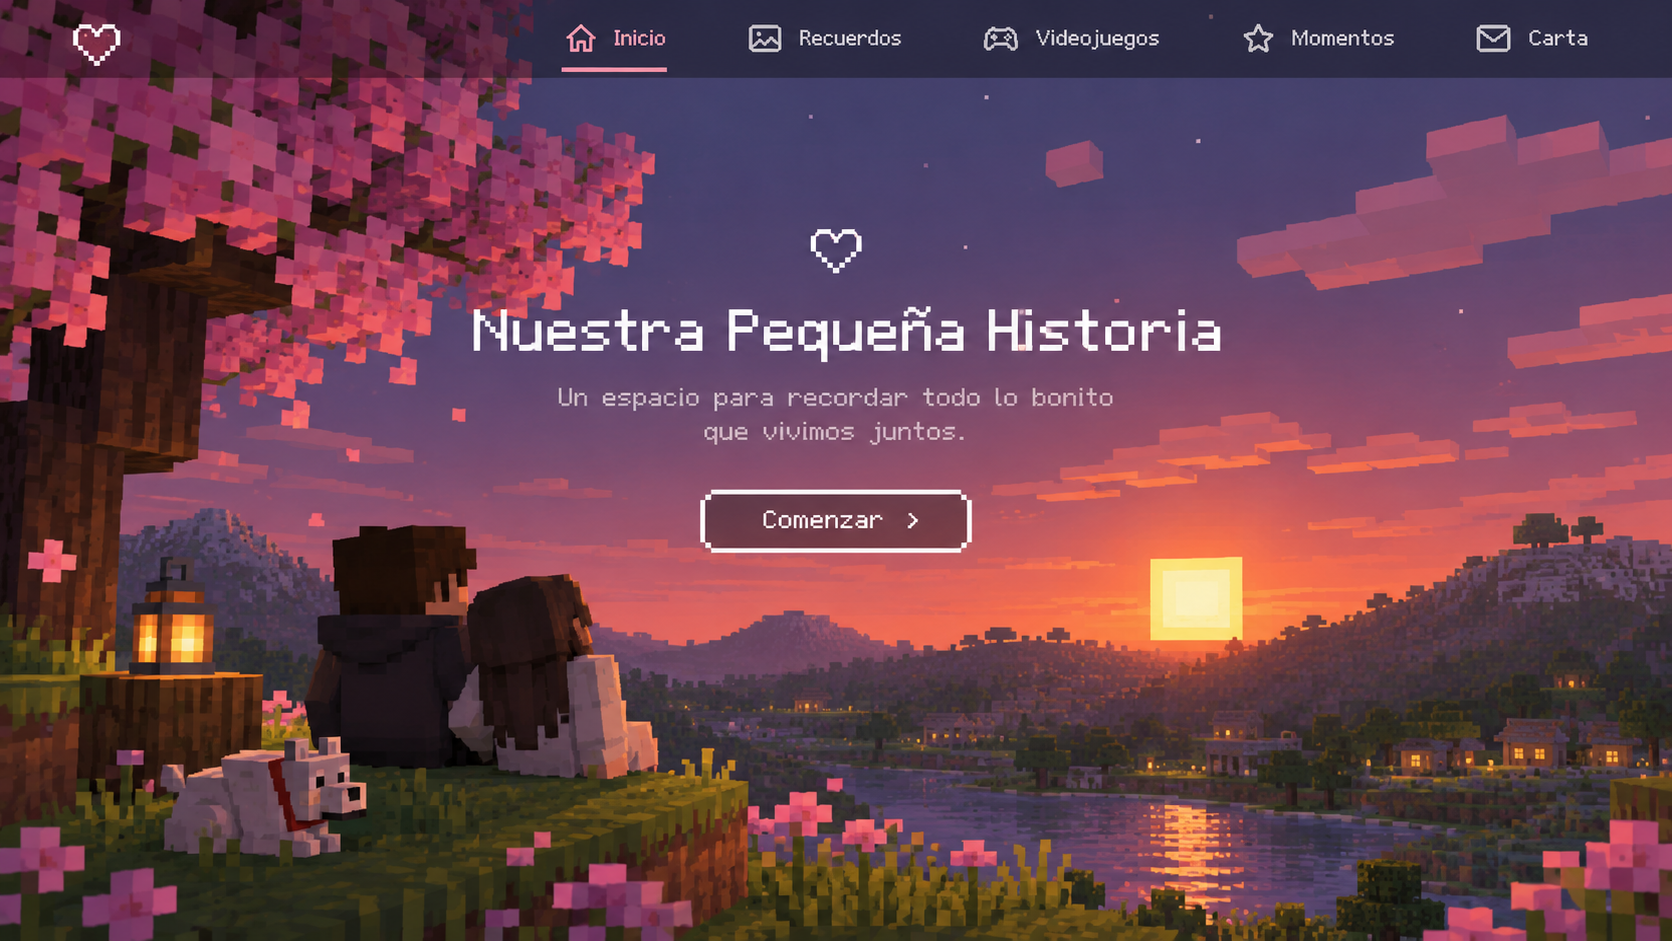 Inicio
Recuerdos
Videojuegos
Momentos
Carta
Nuestra Pequeña Historia
Un espacio para recordar todo lo bonito
que vivimos juntos.
Comenzar >